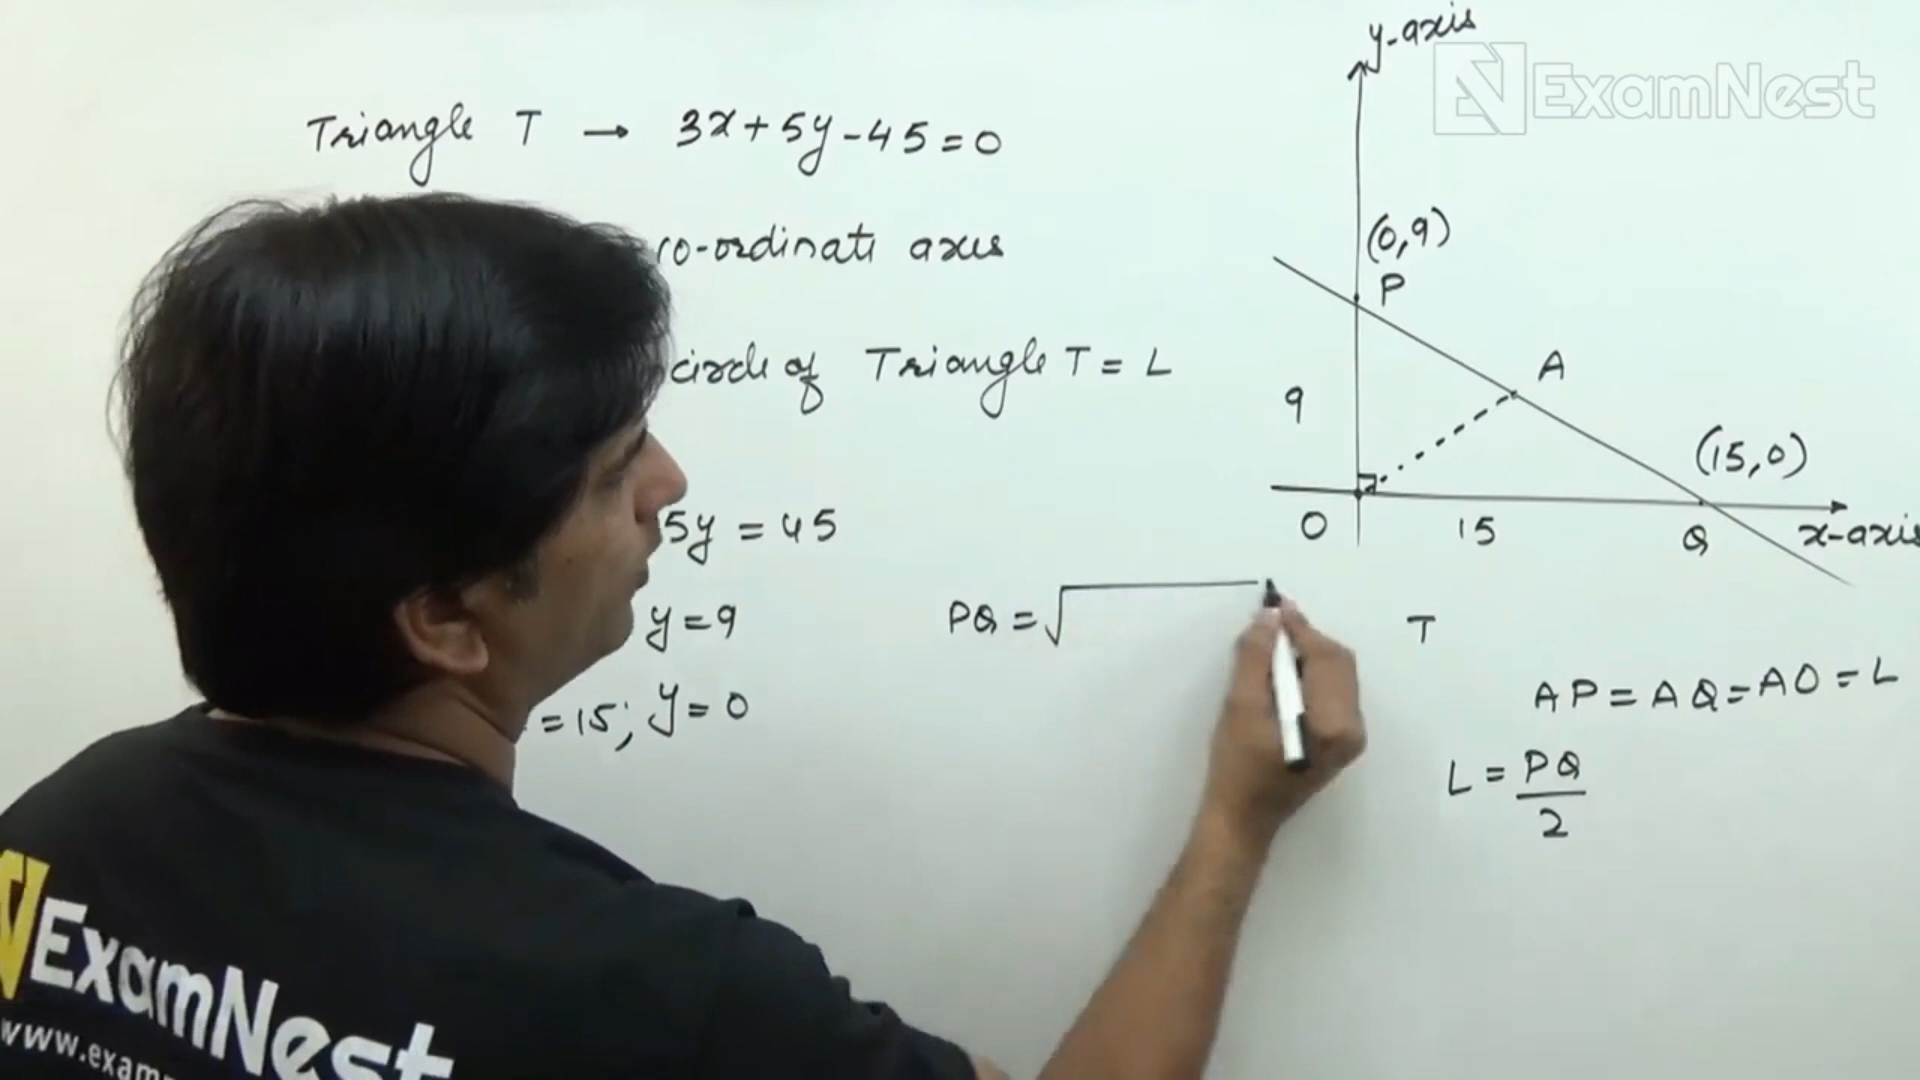 Triangle T → 3x+5y-45=0
co-ordinate axis
circle of Triangle T = L
5y = 45
y=9
=15; y=0
PQ = √
y-axis
ExamNest
(0,9)
P
A
9
(15,0)
O
15
Q
x-axis
T
AP=AQ=AO=L
L = PQ
2
ExamNest
www.exam